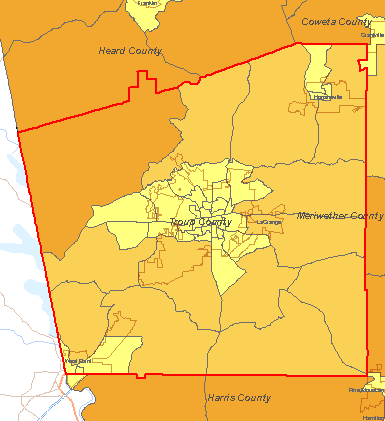 Franklin
Coweta County
Grantville
Heard County
Hogansville
Troup County
LaGrange
Meriwether County
West Point
Pine Mountain
Harris County
Hamilton